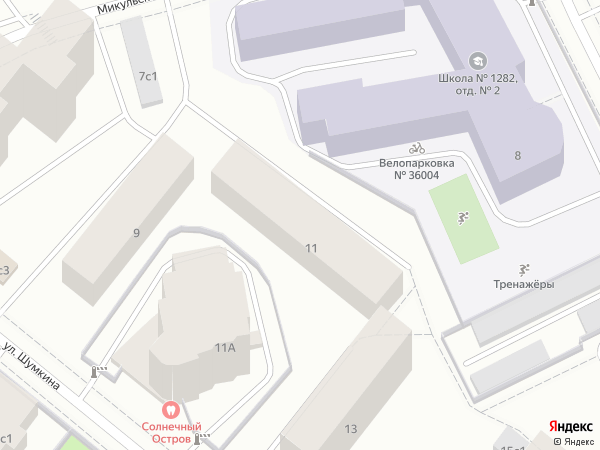 Микульск
7с1
Школа № 1282,
отд. № 2
Велопарковка
№ 36004
8
9
11
Тренажёры
с3
11А
ул. Шумкина
Солнечный
Остров
13
с1
15с1
Яндекс
© Яндекс